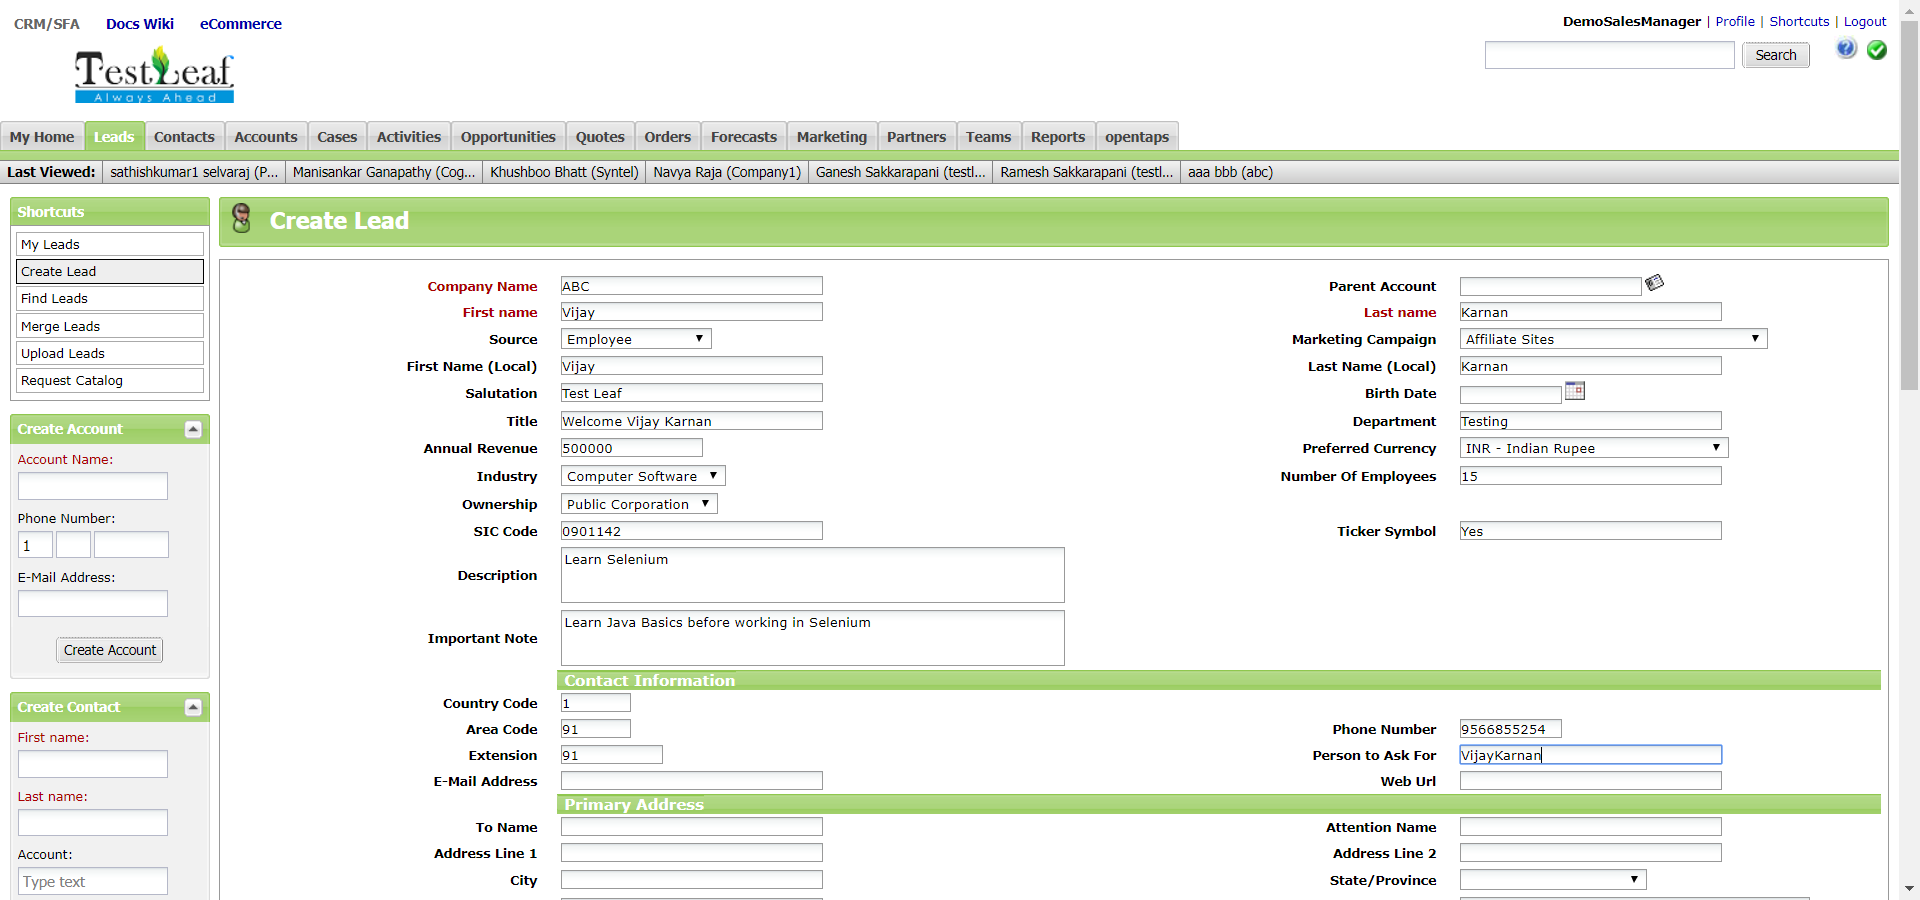 CRM/SFA Docs Wiki eCommerce
DemoSalesManager | Profile | Shortcuts | Logout
TestLeaf
Always Ahead
Search
My Home Leads Contacts Accounts Cases Activities Opportunities Quotes Orders Forecasts Marketing Partners Teams Reports opentaps
Last Viewed: sathishkumar1 selvaraj (P... Manisankar Ganapathy (Cog... Khushboo Bhatt (Syntel) Navya Raja (Company1) Ganesh Sakkarapani (testl... Ramesh Sakkarapani (testl... aaa bbb (abc)
Shortcuts
My Leads
Create Lead
Find Leads
Merge Leads
Upload Leads
Request Catalog
Create Account
Account Name:
Phone Number:
1
E-Mail Address:
Create Account
Create Contact
First name:
Last name:
Account:
Type text
Create Lead
Company Name ABC Parent Account
First name Vijay Last name Karnan
Source Employee Marketing Campaign Affiliate Sites
First Name (Local) Vijay Last Name (Local) Karnan
Salutation Test Leaf Birth Date
Title Welcome Vijay Karnan Department Testing
Annual Revenue 500000 Preferred Currency INR - Indian Rupee
Industry Computer Software Number Of Employees 15
Ownership Public Corporation
SIC Code 0901142 Ticker Symbol Yes
Description Learn Selenium
Important Note Learn Java Basics before working in Selenium
Contact Information
Country Code 1
Area Code 91 Phone Number 9566855254
Extension 91 Person to Ask For VijayKarnan
E-Mail Address Web Url
Primary Address
To Name Attention Name
Address Line 1 Address Line 2
City State/Province